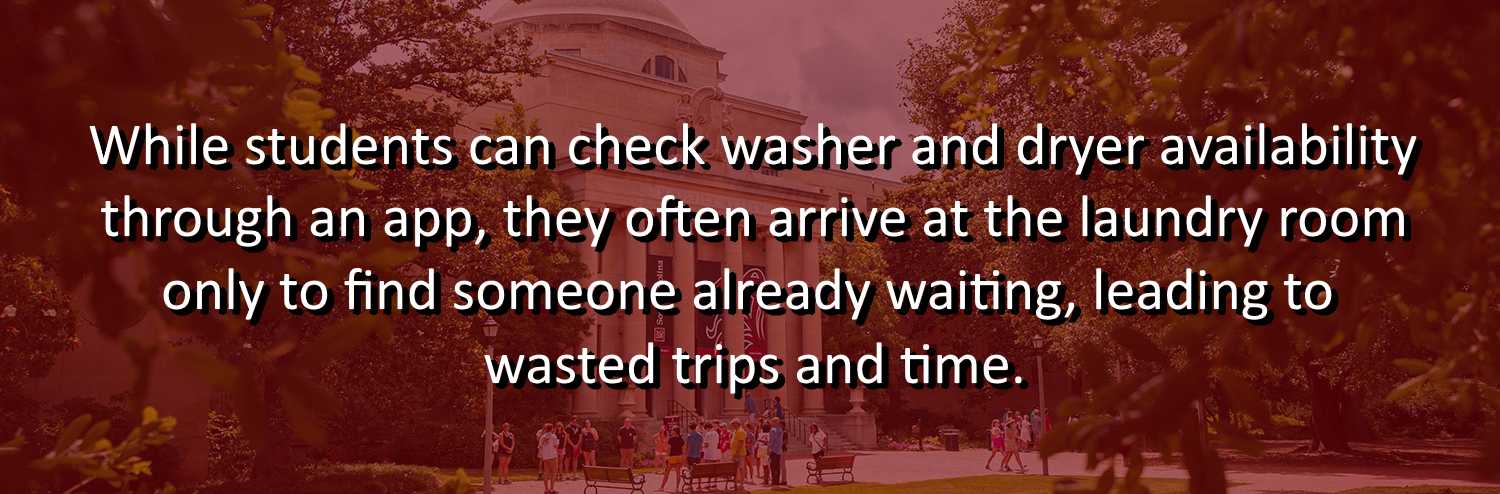 While students can check washer and dryer availability
through an app, they often arrive at the laundry room
only to find someone already waiting, leading to
wasted trips and time.